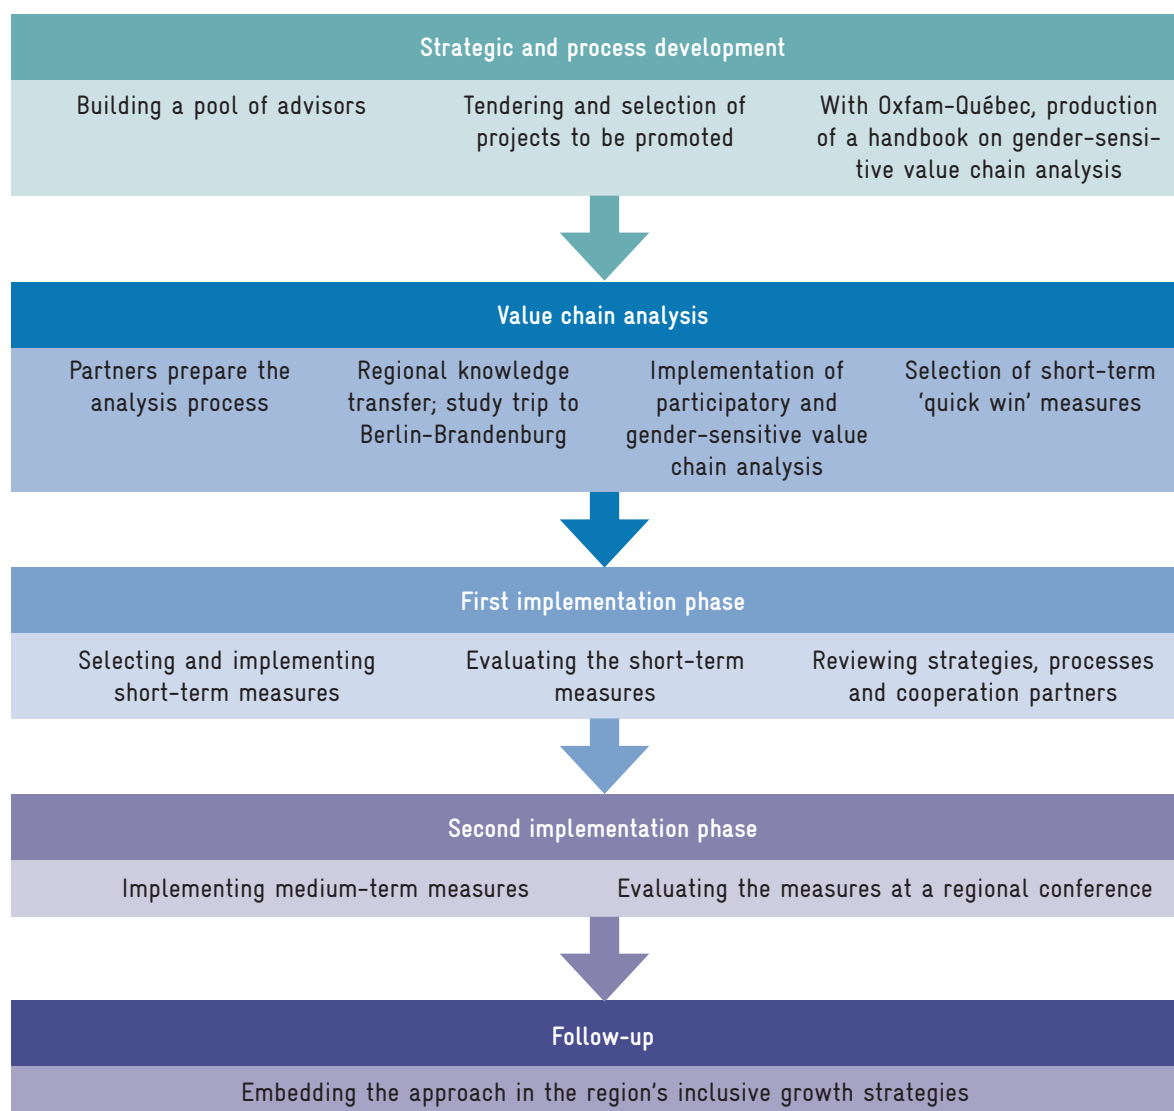 Strategic and process development
Building a pool of advisors
Tendering and selection of
projects to be promoted
With Oxfam-Québec, production
of a handbook on gender-sensi-
tive value chain analysis
Value chain analysis
Partners prepare the
analysis process
Regional knowledge
transfer; study trip to
Berlin-Brandenburg
Implementation of
participatory and
gender-sensitive value
chain analysis
Selection of short-term
‘quick win’ measures
First implementation phase
Selecting and implementing
short-term measures
Evaluating the short-term
measures
Reviewing strategies, processes
and cooperation partners
Second implementation phase
Implementing medium-term measures
Evaluating the measures at a regional conference
Follow-up
Embedding the approach in the region’s inclusive growth strategies